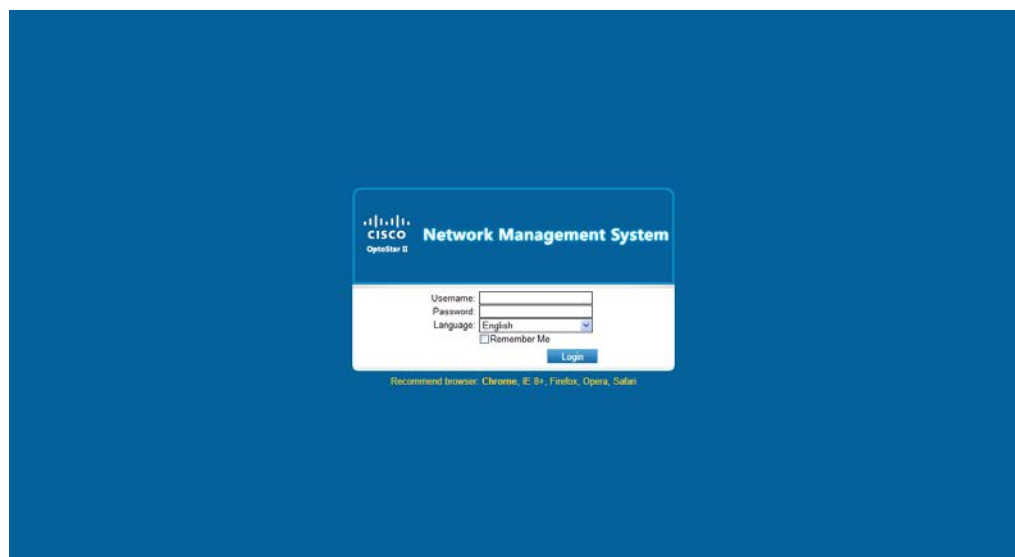 CISCO
OptoStar II
Network Management System
Username:
Password:
Language: English
Remember Me
Login
Recommend browser: Chrome, IE 8+, Firefox, Opera, Safari